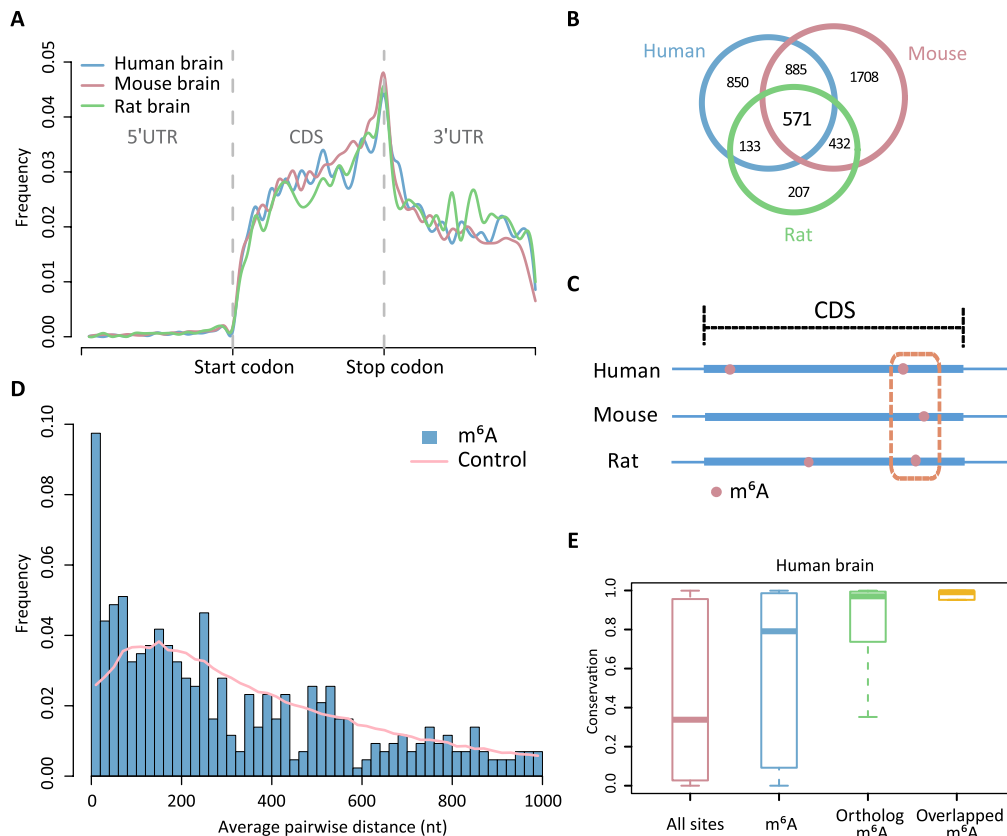 A
Human brain
Mouse brain
Rat brain
5'UTR
CDS
3'UTR
Frequency
0.05
0.04
0.03
0.02
0.01
0.00
Start codon
Stop codon
B
Human
Mouse
850
885
1708
571
133
432
207
Rat
C
CDS
Human
Mouse
Rat
m⁶A
D
m⁶A
Control
Frequency
0.10
0.08
0.06
0.04
0.02
0.00
0
200
400
600
800
1000
Average pairwise distance (nt)
E
Human brain
Conservation
1.0
0.8
0.6
0.4
0.2
0.0
All sites
m⁶A
Ortholog
m⁶A
Overlapped
m⁶A